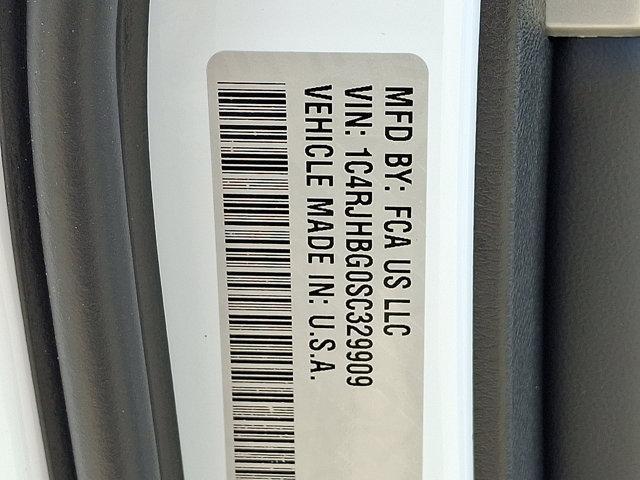 MFD BY: FCA US LLC
VIN: 1C4RJHBG0SC329909
VEHICLE MADE IN: U.S.A.